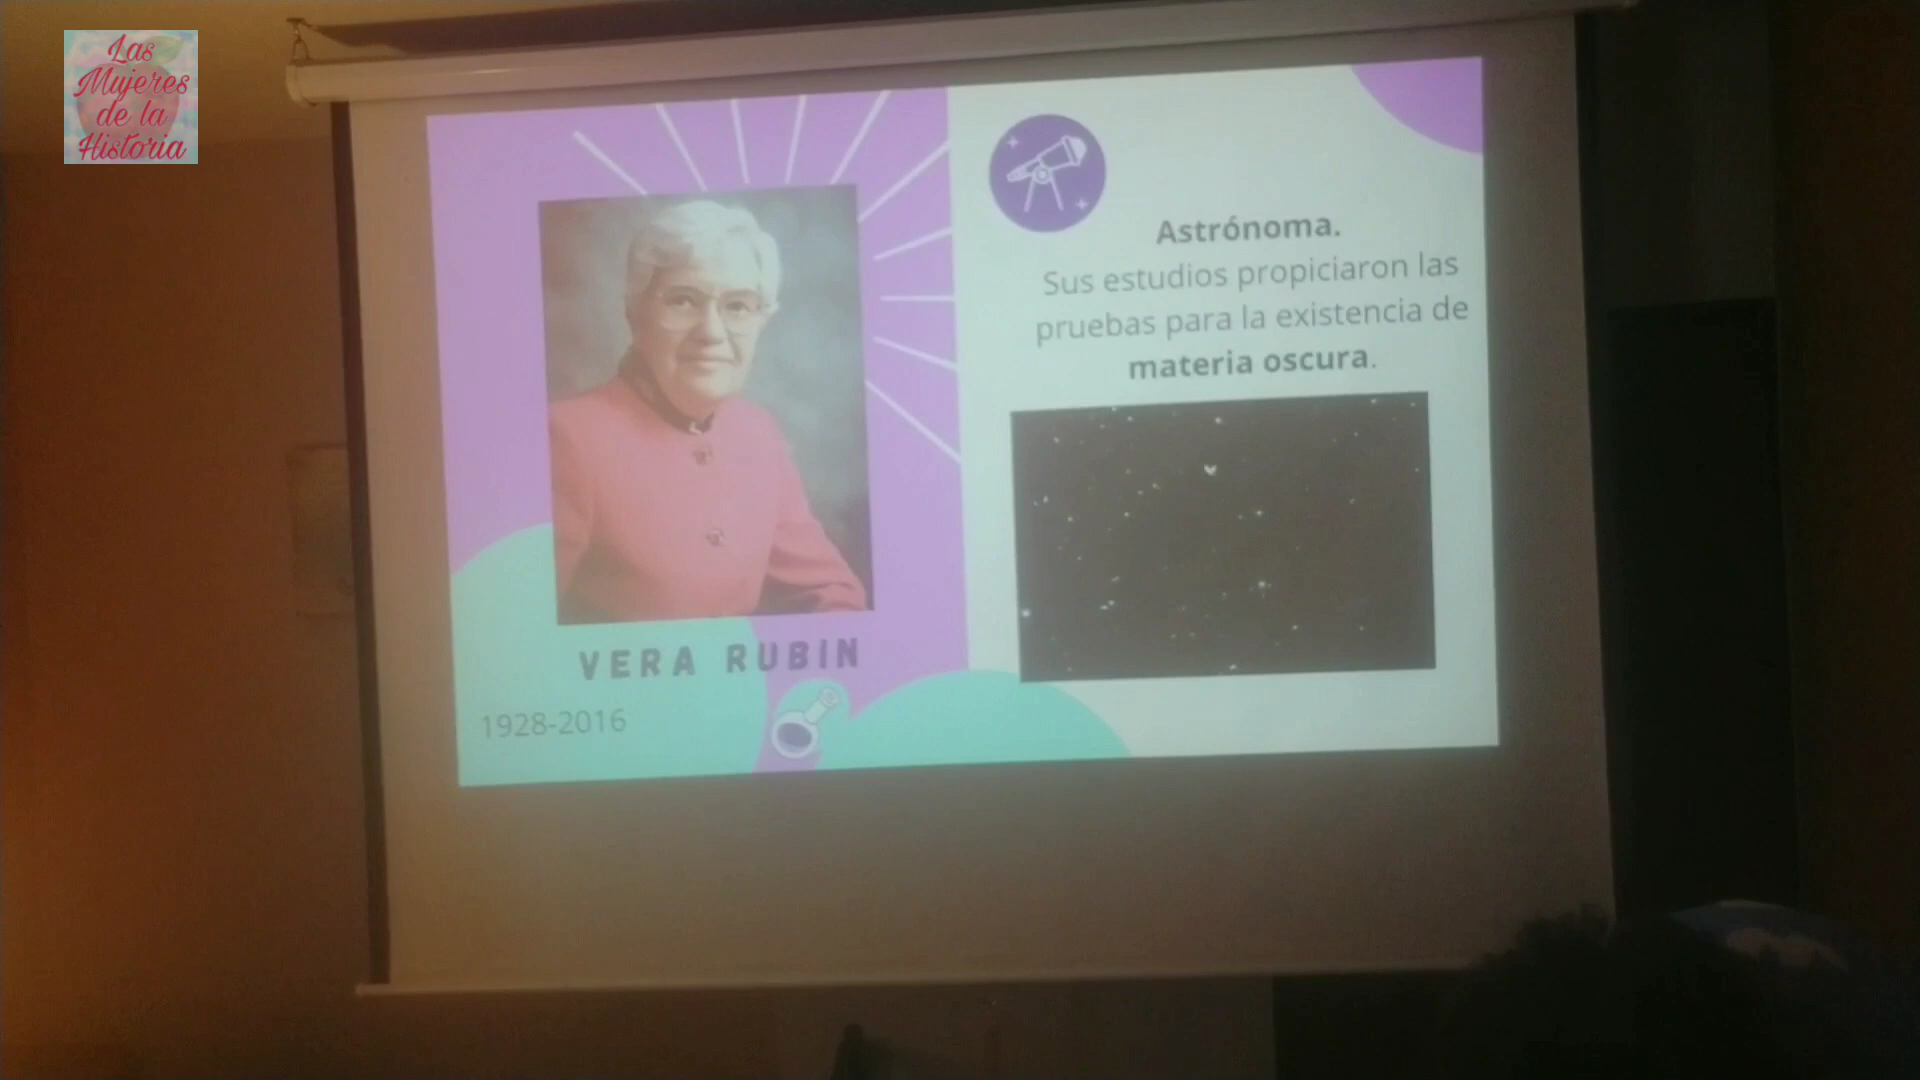 Las
Mujeres
de la
Historia
Astrónoma.
Sus estudios propiciaron las
pruebas para la existencia de
materia oscura.
VERA RUBIN
1928-2016